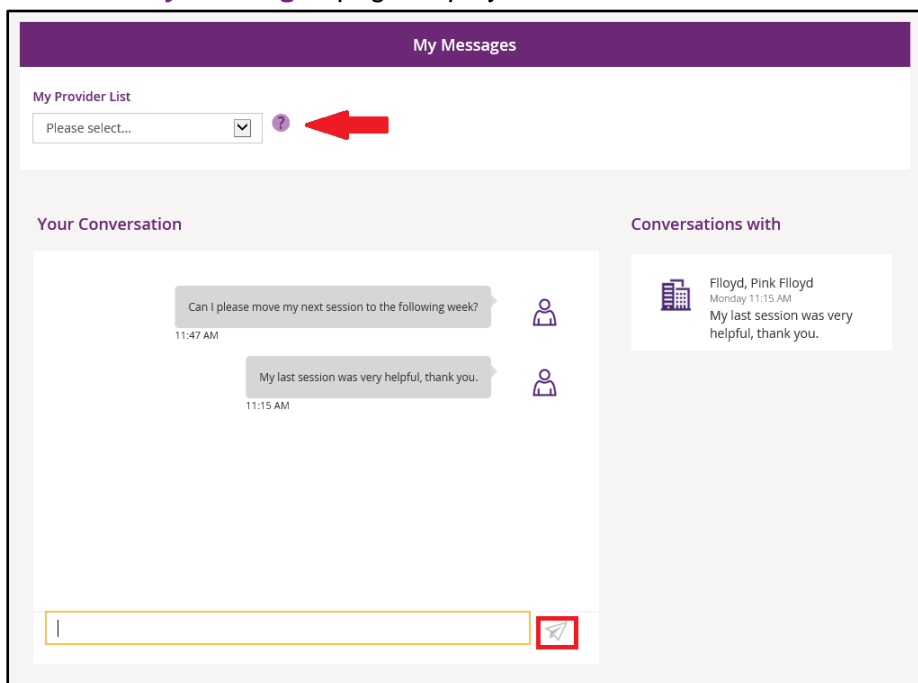 My Messages
My Provider List
Please select...
?
Your Conversation
Conversations with
Can I please move my next session to the following week?
11:47 AM
My last session was very helpful, thank you.
11:15 AM
Flloyd, Pink Flloyd
Monday 11:15 AM
My last session was very
helpful, thank you.